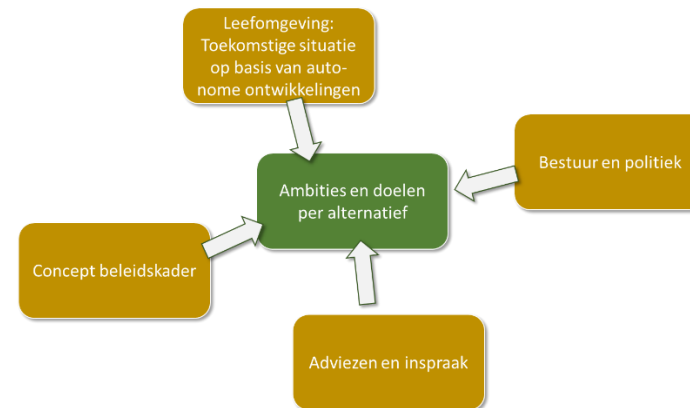 Leefomgeving:
Toekomstige situatie
op basis van auto-
nome ontwikkelingen
Bestuur en politiek
Ambities en doelen
per alternatief
Concept beleidskader
Adviezen en inspraak